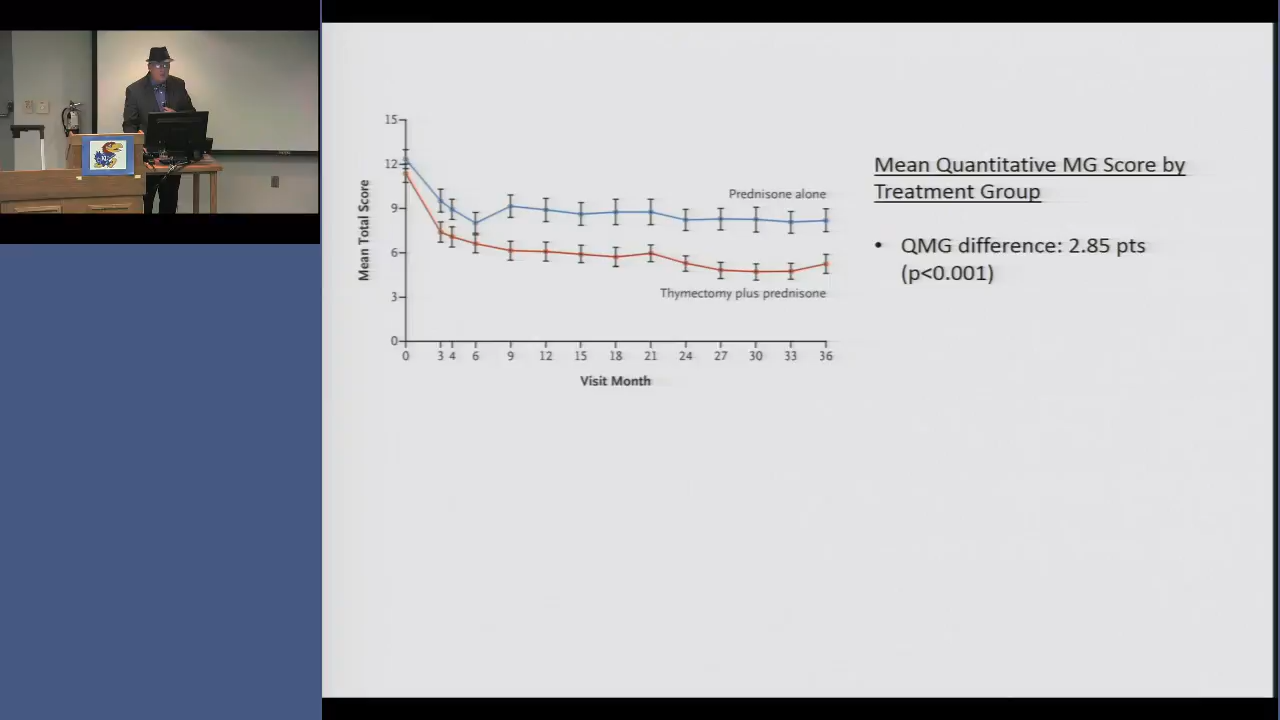 15
12
9
6
3
0
Mean Total Score
Prednisone alone
Thymectomy plus prednisone
0 3 4 6 9 12 15 18 21 24 27 30 33 36
Visit Month
Mean Quantitative MG Score by
Treatment Group
• QMG difference: 2.85 pts
(p<0.001)